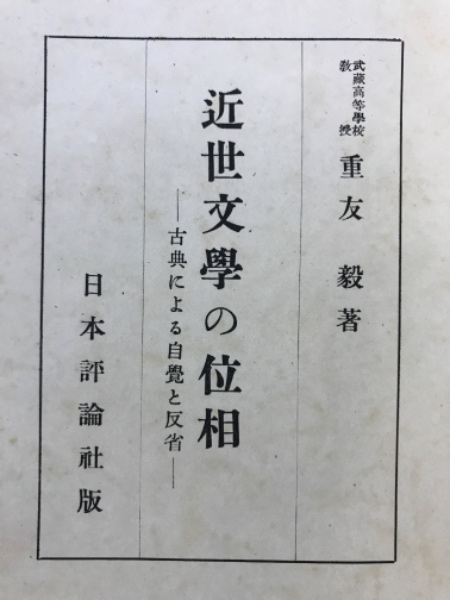 武藏高等學校
教授
重友毅著
近世文學の位相
―古典による自覺と反省―
日本評論社版